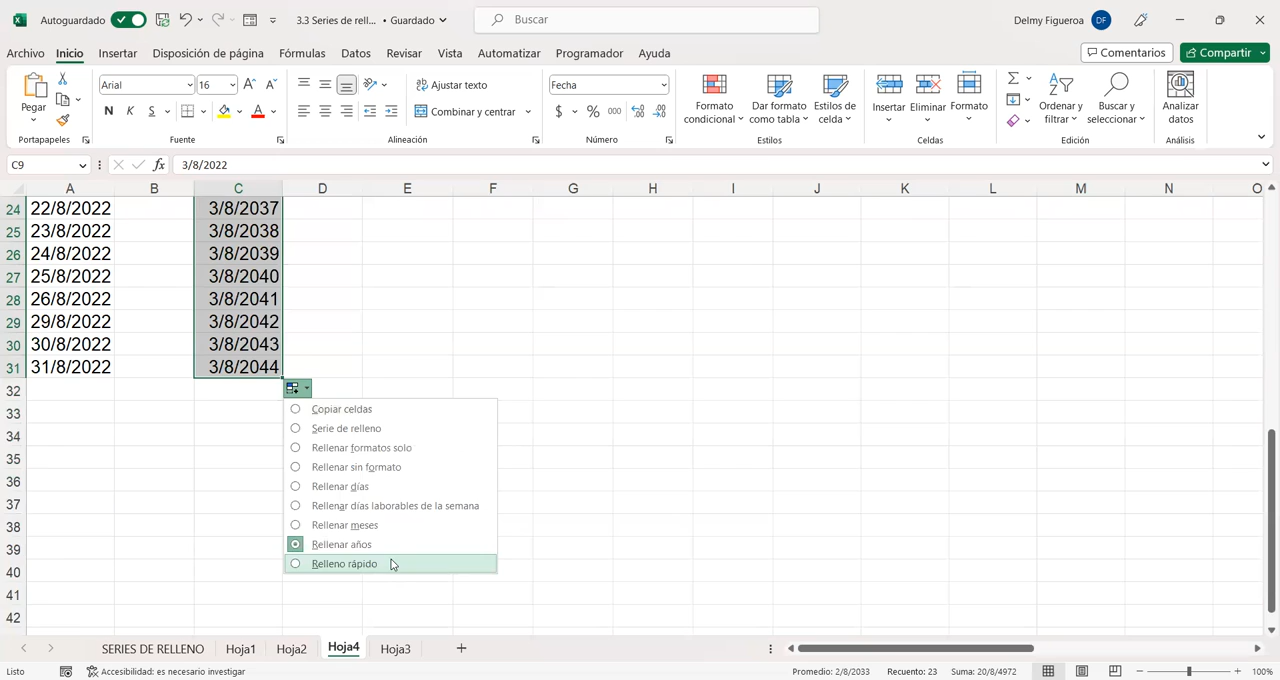 Autoguardado
3.3 Series de rell... • Guardado
Buscar
Delmy Figueroa DF
Archivo Inicio Insertar Disposición de página Fórmulas Datos Revisar Vista Automatizar Programador Ayuda
Comentarios Compartir
Pegar
Portapapeles
Arial 16
N K S
Fuente
Ajustar texto
Combinar y centrar
Alineación
Fecha
$ % 000
Número
Formato condicional
Dar formato como tabla
Estilos de celda
Estilos
Insertar Eliminar Formato
Celdas
Ordenar y filtrar
Buscar y seleccionar
Edición
Analizar datos
Análisis
C9 fx 3/8/2022
A B C D E F G H I J K L M N O
24 22/8/2022 3/8/2037
25 23/8/2022 3/8/2038
26 24/8/2022 3/8/2039
27 25/8/2022 3/8/2040
28 26/8/2022 3/8/2041
29 29/8/2022 3/8/2042
30 30/8/2022 3/8/2043
31 31/8/2022 3/8/2044
32
33
34
35
36
37
38
39
40
41
42
Copiar celdas
Serie de relleno
Rellenar formatos solo
Rellenar sin formato
Rellenar días
Rellenar días laborables de la semana
Rellenar meses
Rellenar años
Relleno rápido
SERIES DE RELLENO Hoja1 Hoja2 Hoja4 Hoja3
Listo Accesibilidad: es necesario investigar Promedio: 2/8/2033 Recuento: 23 Suma: 20/8/4972 100%